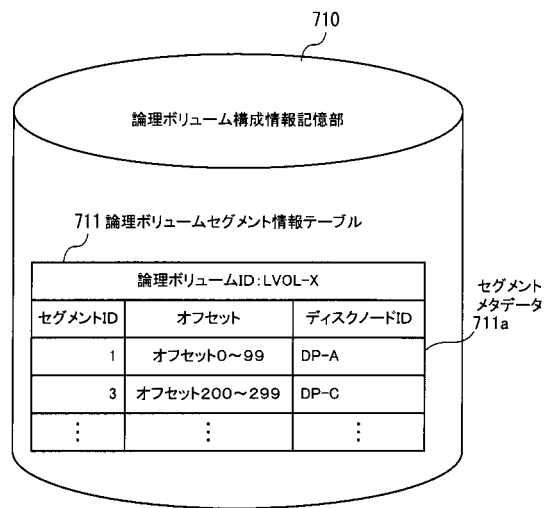 710
論理ボリューム構成情報記憶部
711 論理ボリュームセグメント情報テーブル
論理ボリュームID:LVOL-X
セグメントID オフセット ディスクノードID
1 オフセット0～99 DP-A
3 オフセット200～299 DP-C
⋮ ⋮ ⋮
セグメント
メタデータ
711a